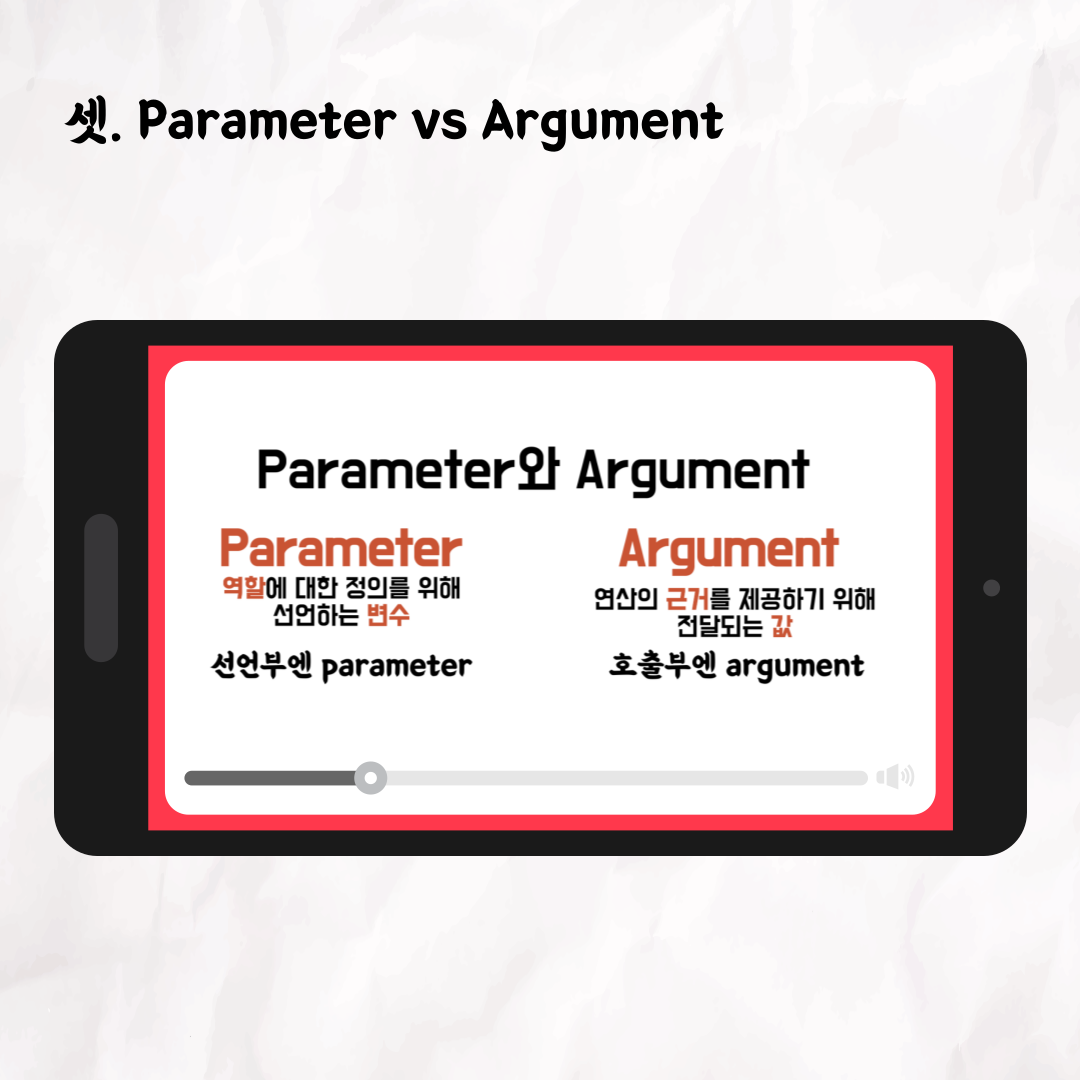 셋. Parameter vs Argument
Parameter와 Argument
Parameter
역할에 대한 정의를 위해
선언하는 변수
선언부엔 parameter
Argument
연산의 근거를 제공하기 위해
전달되는 값
호출부엔 argument